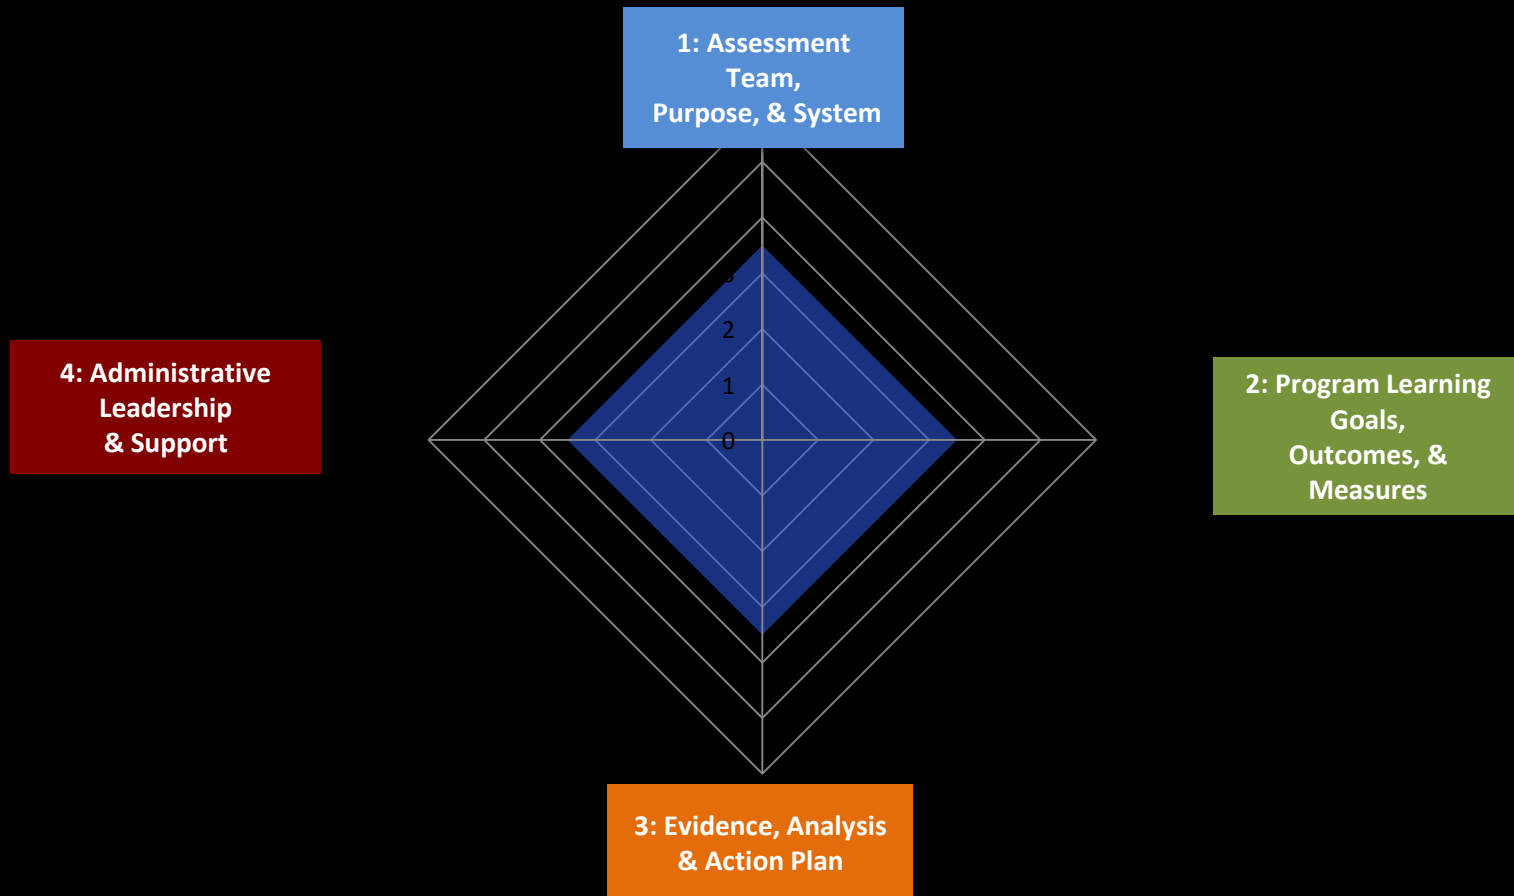 1: Assessment
Team,
Purpose, & System
3
2
1
0
4: Administrative
Leadership
& Support
2: Program Learning
Goals,
Outcomes, &
Measures
3: Evidence, Analysis
& Action Plan